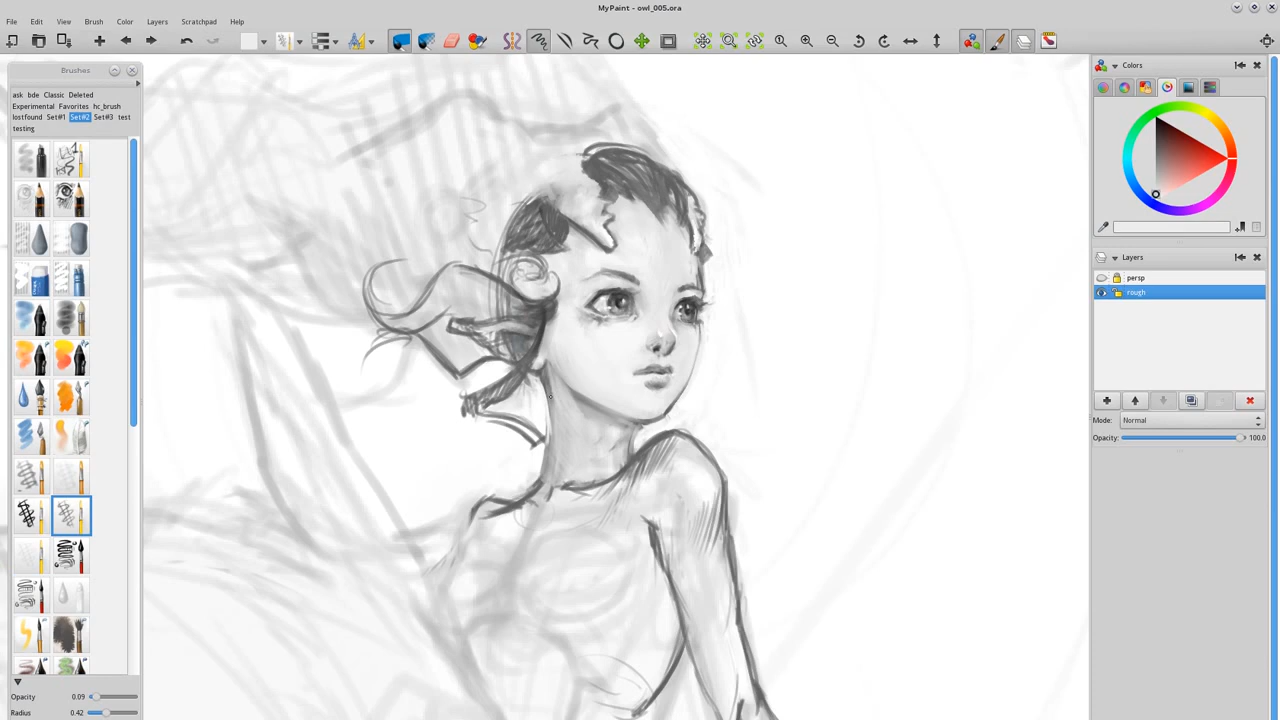 MyPaint - owl_005.ora
File Edit View Brush Color Layers Scratchpad Help
Brushes
ask bde Classic Deleted
Experimental Favorites hc_brush
lostfound Set#1 Set#2 Set#3 test
testing
Opacity 0.09
Radius 0.42
Colors
Layers
persp
rough
Mode: Normal
Opacity: 100.0